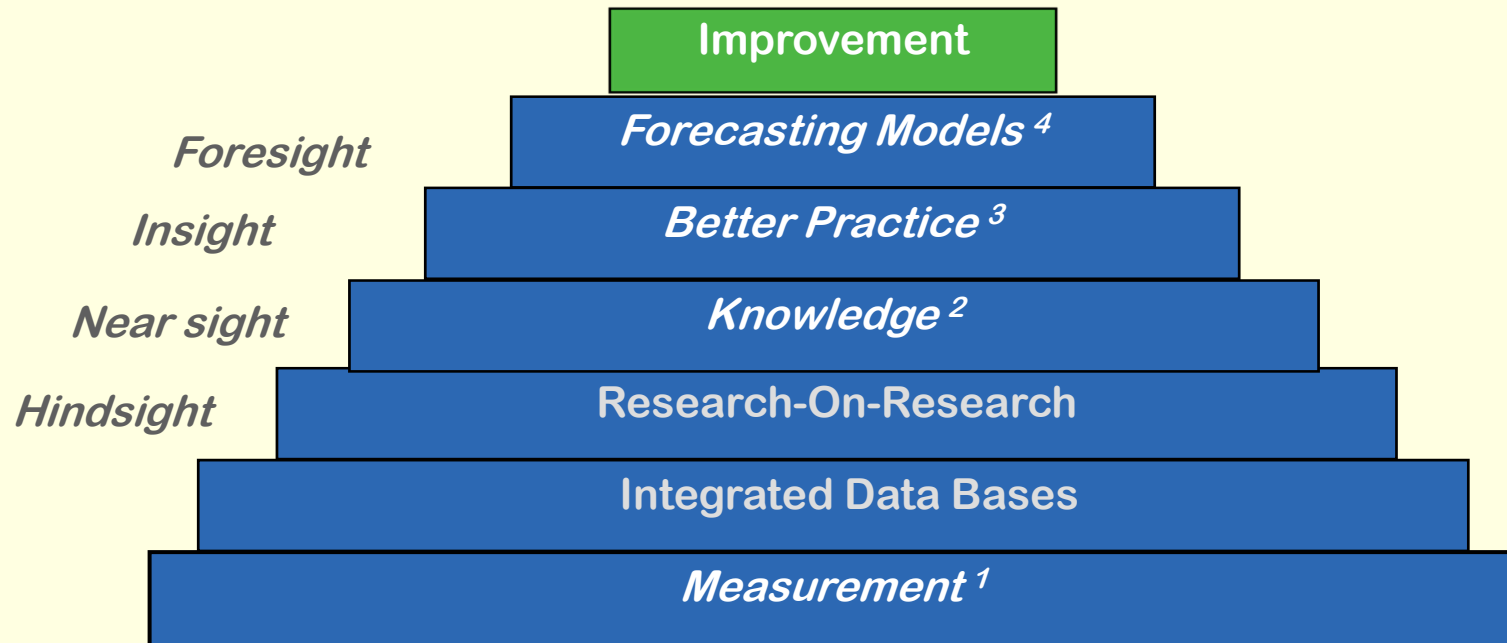 Improvement
Forecasting Models ⁴
Foresight
Better Practice ³
Insight
Knowledge ²
Near sight
Research-On-Research
Hindsight
Integrated Data Bases
Measurement ¹